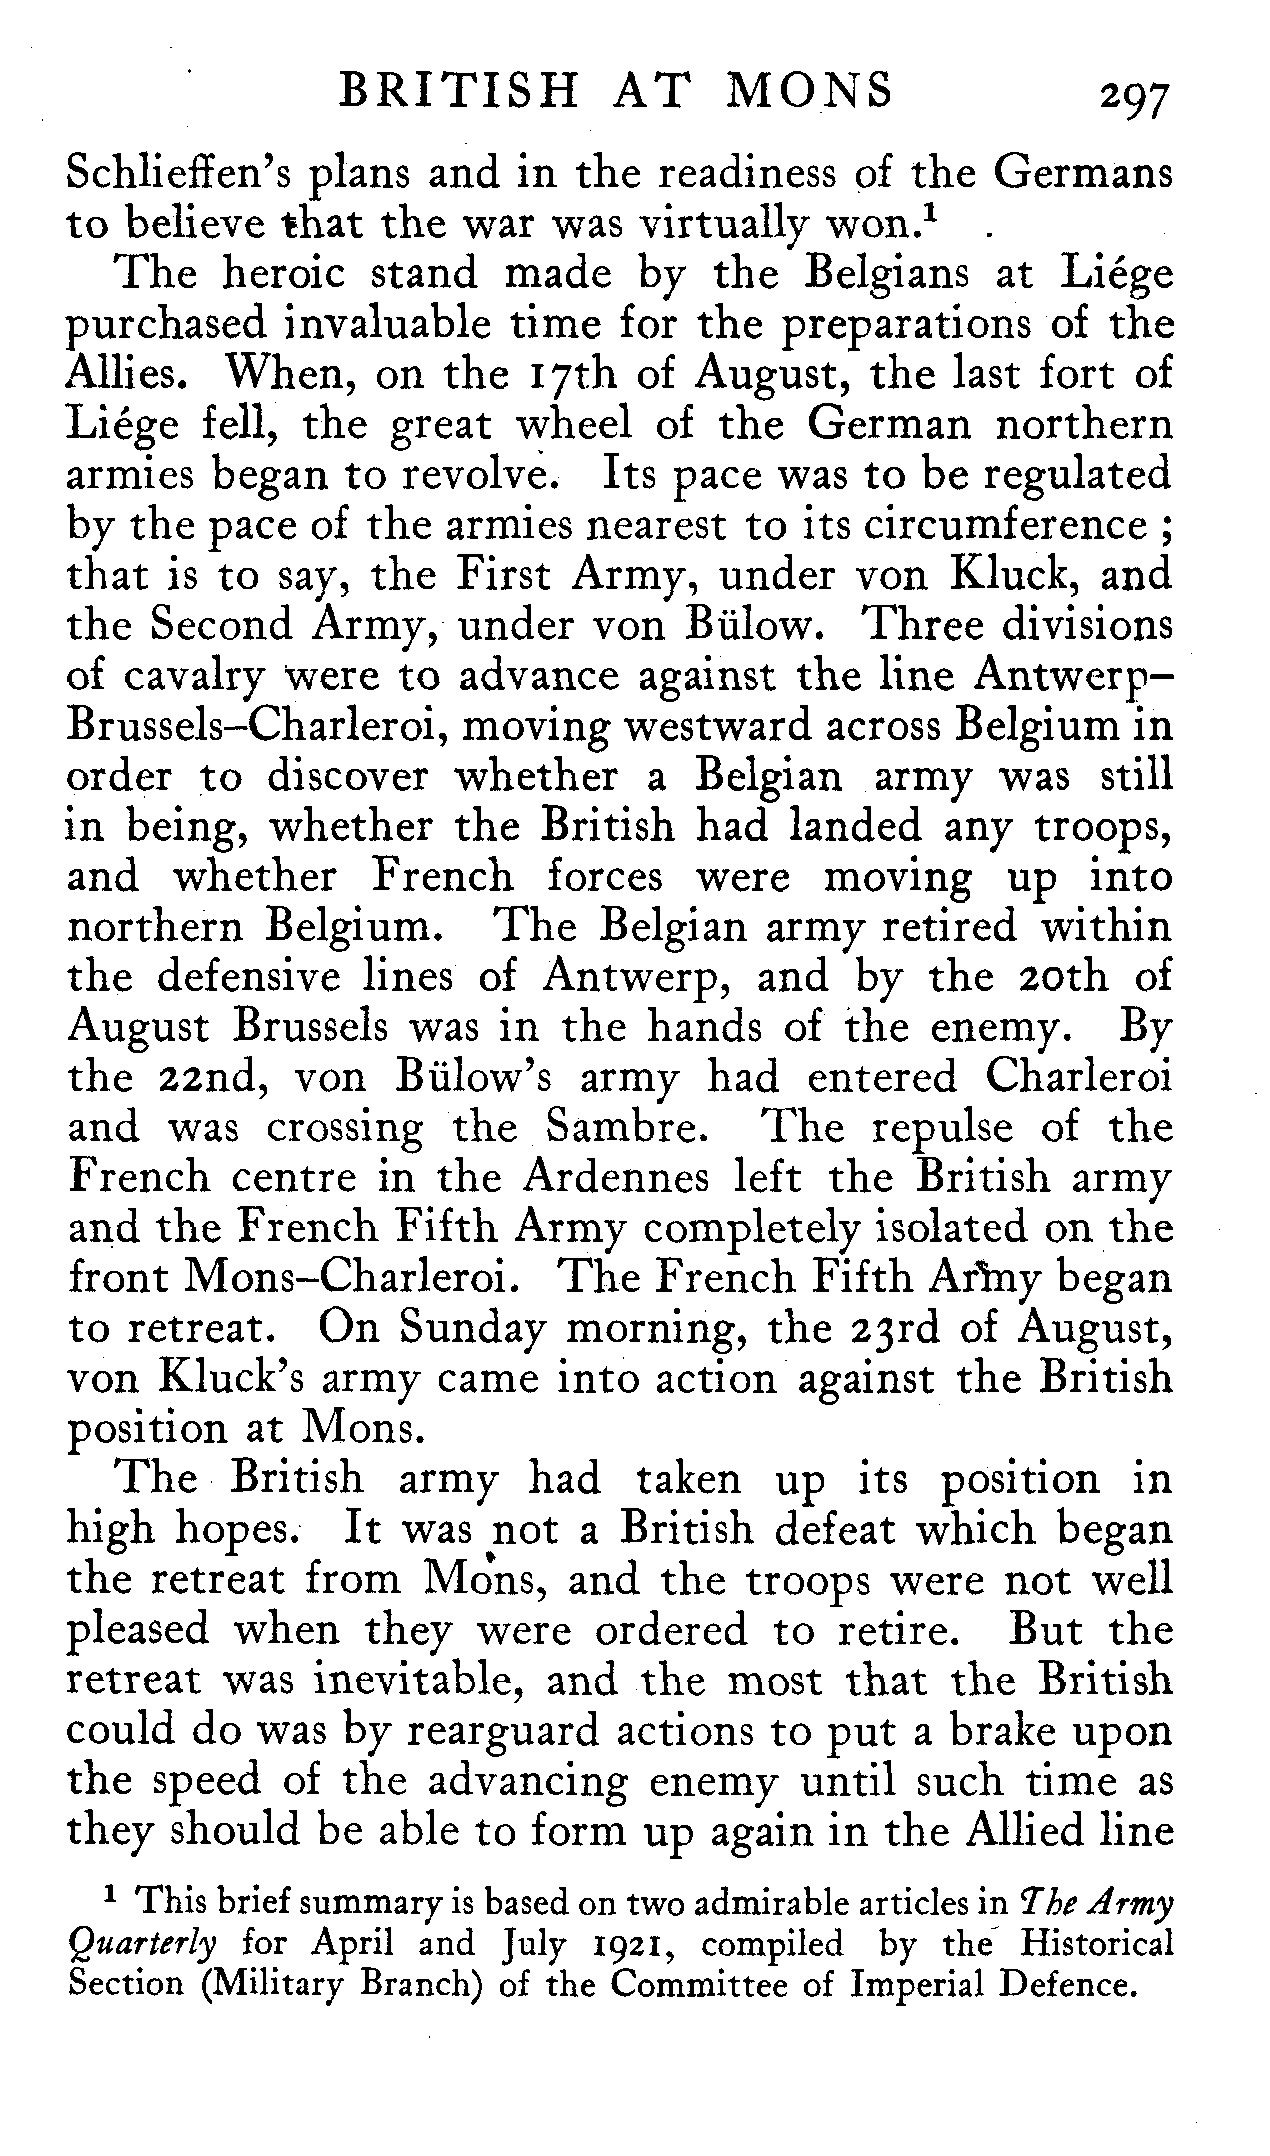 BRITISH AT MONS 297
Schlieffen's plans and in the readiness of the Germans
to believe that the war was virtually won.¹
The heroic stand made by the Belgians at Liége
purchased invaluable time for the preparations of the
Allies. When, on the 17th of August, the last fort of
Liége fell, the great wheel of the German northern
armies began to revolve. Its pace was to be regulated
by the pace of the armies nearest to its circumference ;
that is to say, the First Army, under von Kluck, and
the Second Army, under von Bülow. Three divisions
of cavalry were to advance against the line Antwerp–
Brussels–Charleroi, moving westward across Belgium in
order to discover whether a Belgian army was still
in being, whether the British had landed any troops,
and whether French forces were moving up into
northern Belgium. The Belgian army retired within
the defensive lines of Antwerp, and by the 20th of
August Brussels was in the hands of the enemy. By
the 22nd, von Bülow's army had entered Charleroi
and was crossing the Sambre. The repulse of the
French centre in the Ardennes left the British army
and the French Fifth Army completely isolated on the
front Mons–Charleroi. The French Fifth Army began
to retreat. On Sunday morning, the 23rd of August,
von Kluck's army came into action against the British
position at Mons.
The British army had taken up its position in
high hopes. It was not a British defeat which began
the retreat from Mons, and the troops were not well
pleased when they were ordered to retire. But the
retreat was inevitable, and the most that the British
could do was by rearguard actions to put a brake upon
the speed of the advancing enemy until such time as
they should be able to form up again in the Allied line
¹ This brief summary is based on two admirable articles in The Army
Quarterly for April and July 1921, compiled by the Historical
Section (Military Branch) of the Committee of Imperial Defence.